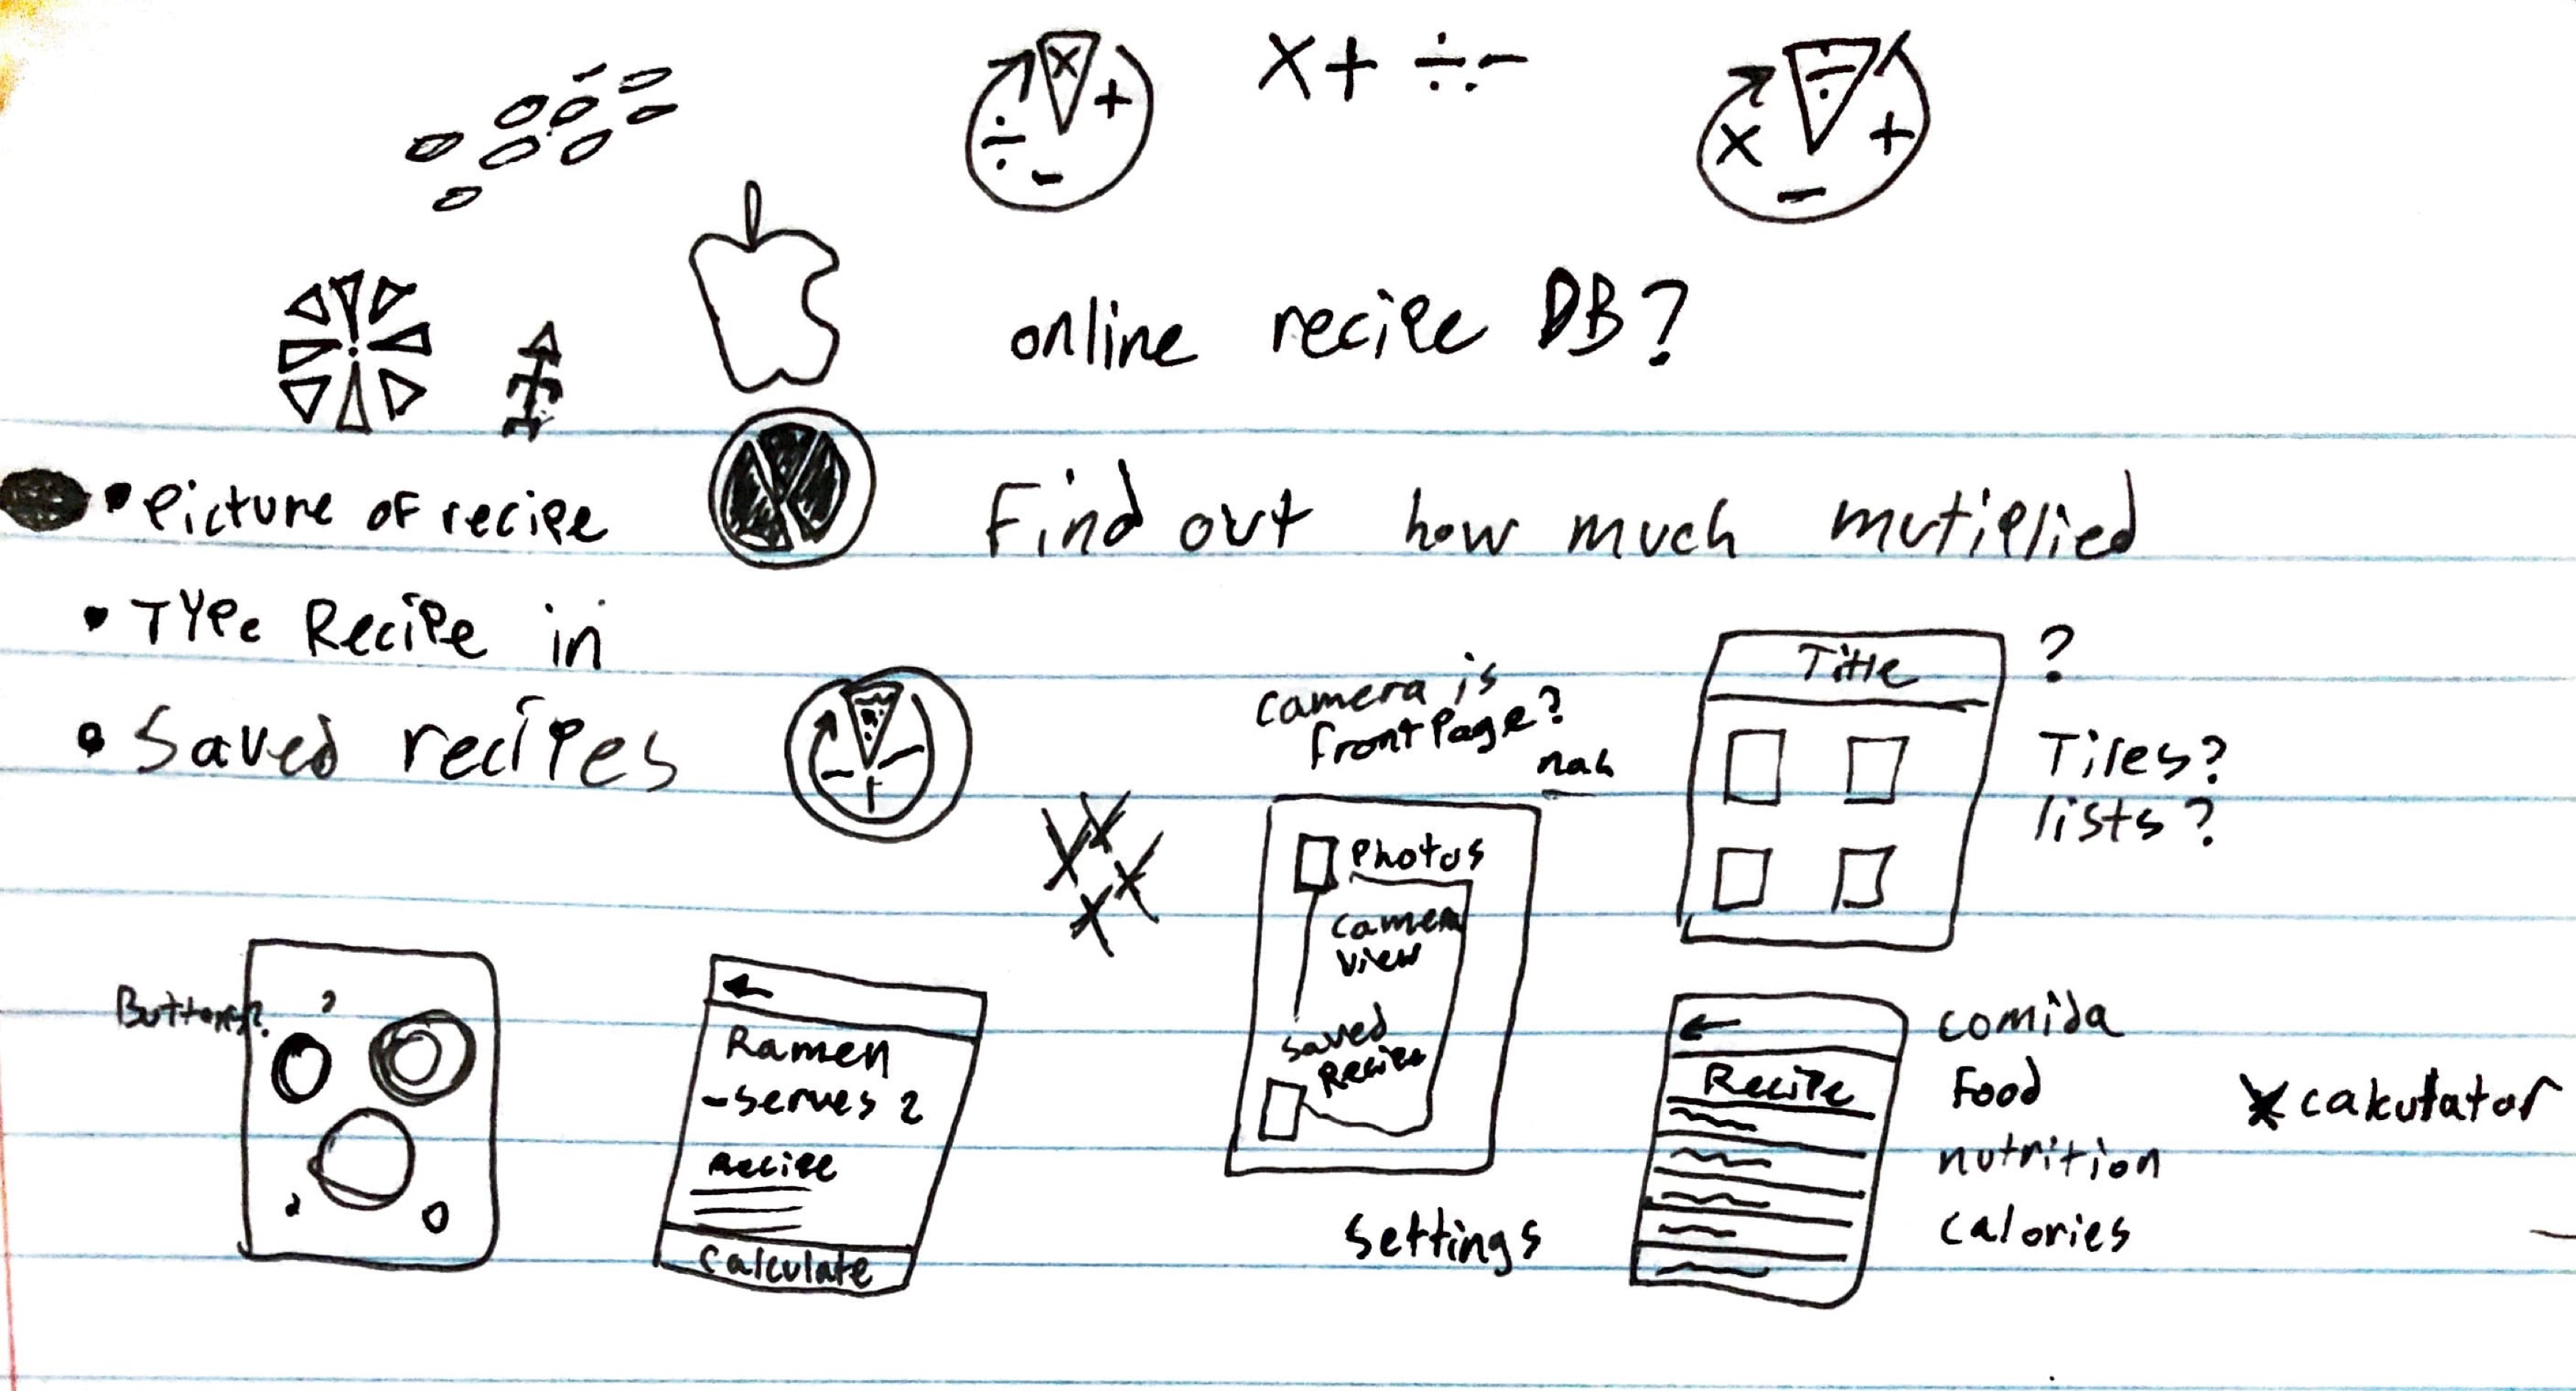 x + ÷ -
x + ÷ · -
÷ + x -
online recipe DB?
• Picture of recipe
Find out how much mutiplied
• Type Recipe in
• Saved recipes
÷ - + -
camera is
front page?
nah
Title ?
Tiles?
lists?
Photos
camera
view
saved
Recipe
Buttons?
?
←
Ramen
- serves 2
Recipe
Calculate
settings
←
Recipe
comida
Food
nutrition
calories
calculator